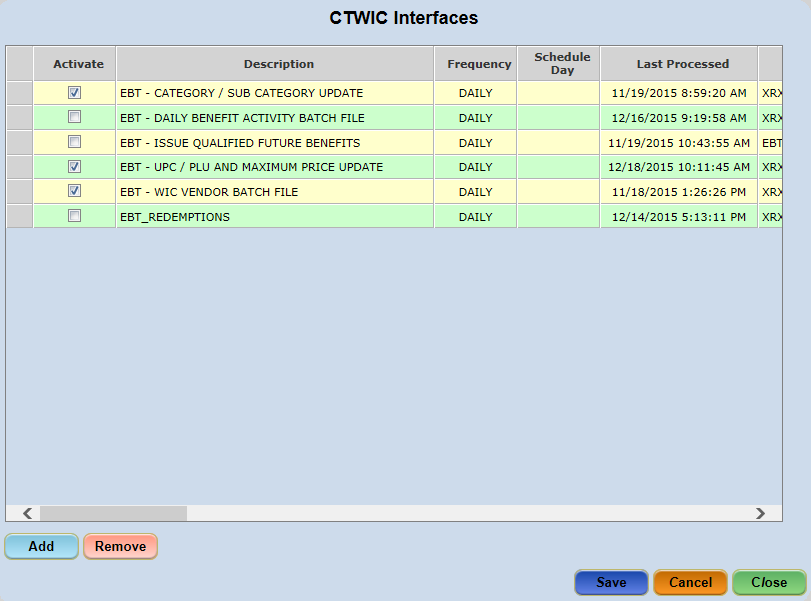 CTWIC Interfaces
Activate Description Frequency Schedule Day Last Processed
EBT - CATEGORY / SUB CATEGORY UPDATE DAILY 11/19/2015 8:59:20 AM XRX
EBT - DAILY BENEFIT ACTIVITY BATCH FILE DAILY 12/16/2015 9:19:58 AM XRX
EBT - ISSUE QUALIFIED FUTURE BENEFITS DAILY 11/19/2015 10:43:55 AM EBT
EBT - UPC / PLU AND MAXIMUM PRICE UPDATE DAILY 12/18/2015 10:11:45 AM XRX
EBT - WIC VENDOR BATCH FILE DAILY 11/18/2015 1:26:26 PM XRX
EBT_REDEMPTIONS DAILY 12/14/2015 5:13:11 PM XRX
Add Remove
Save Cancel Close